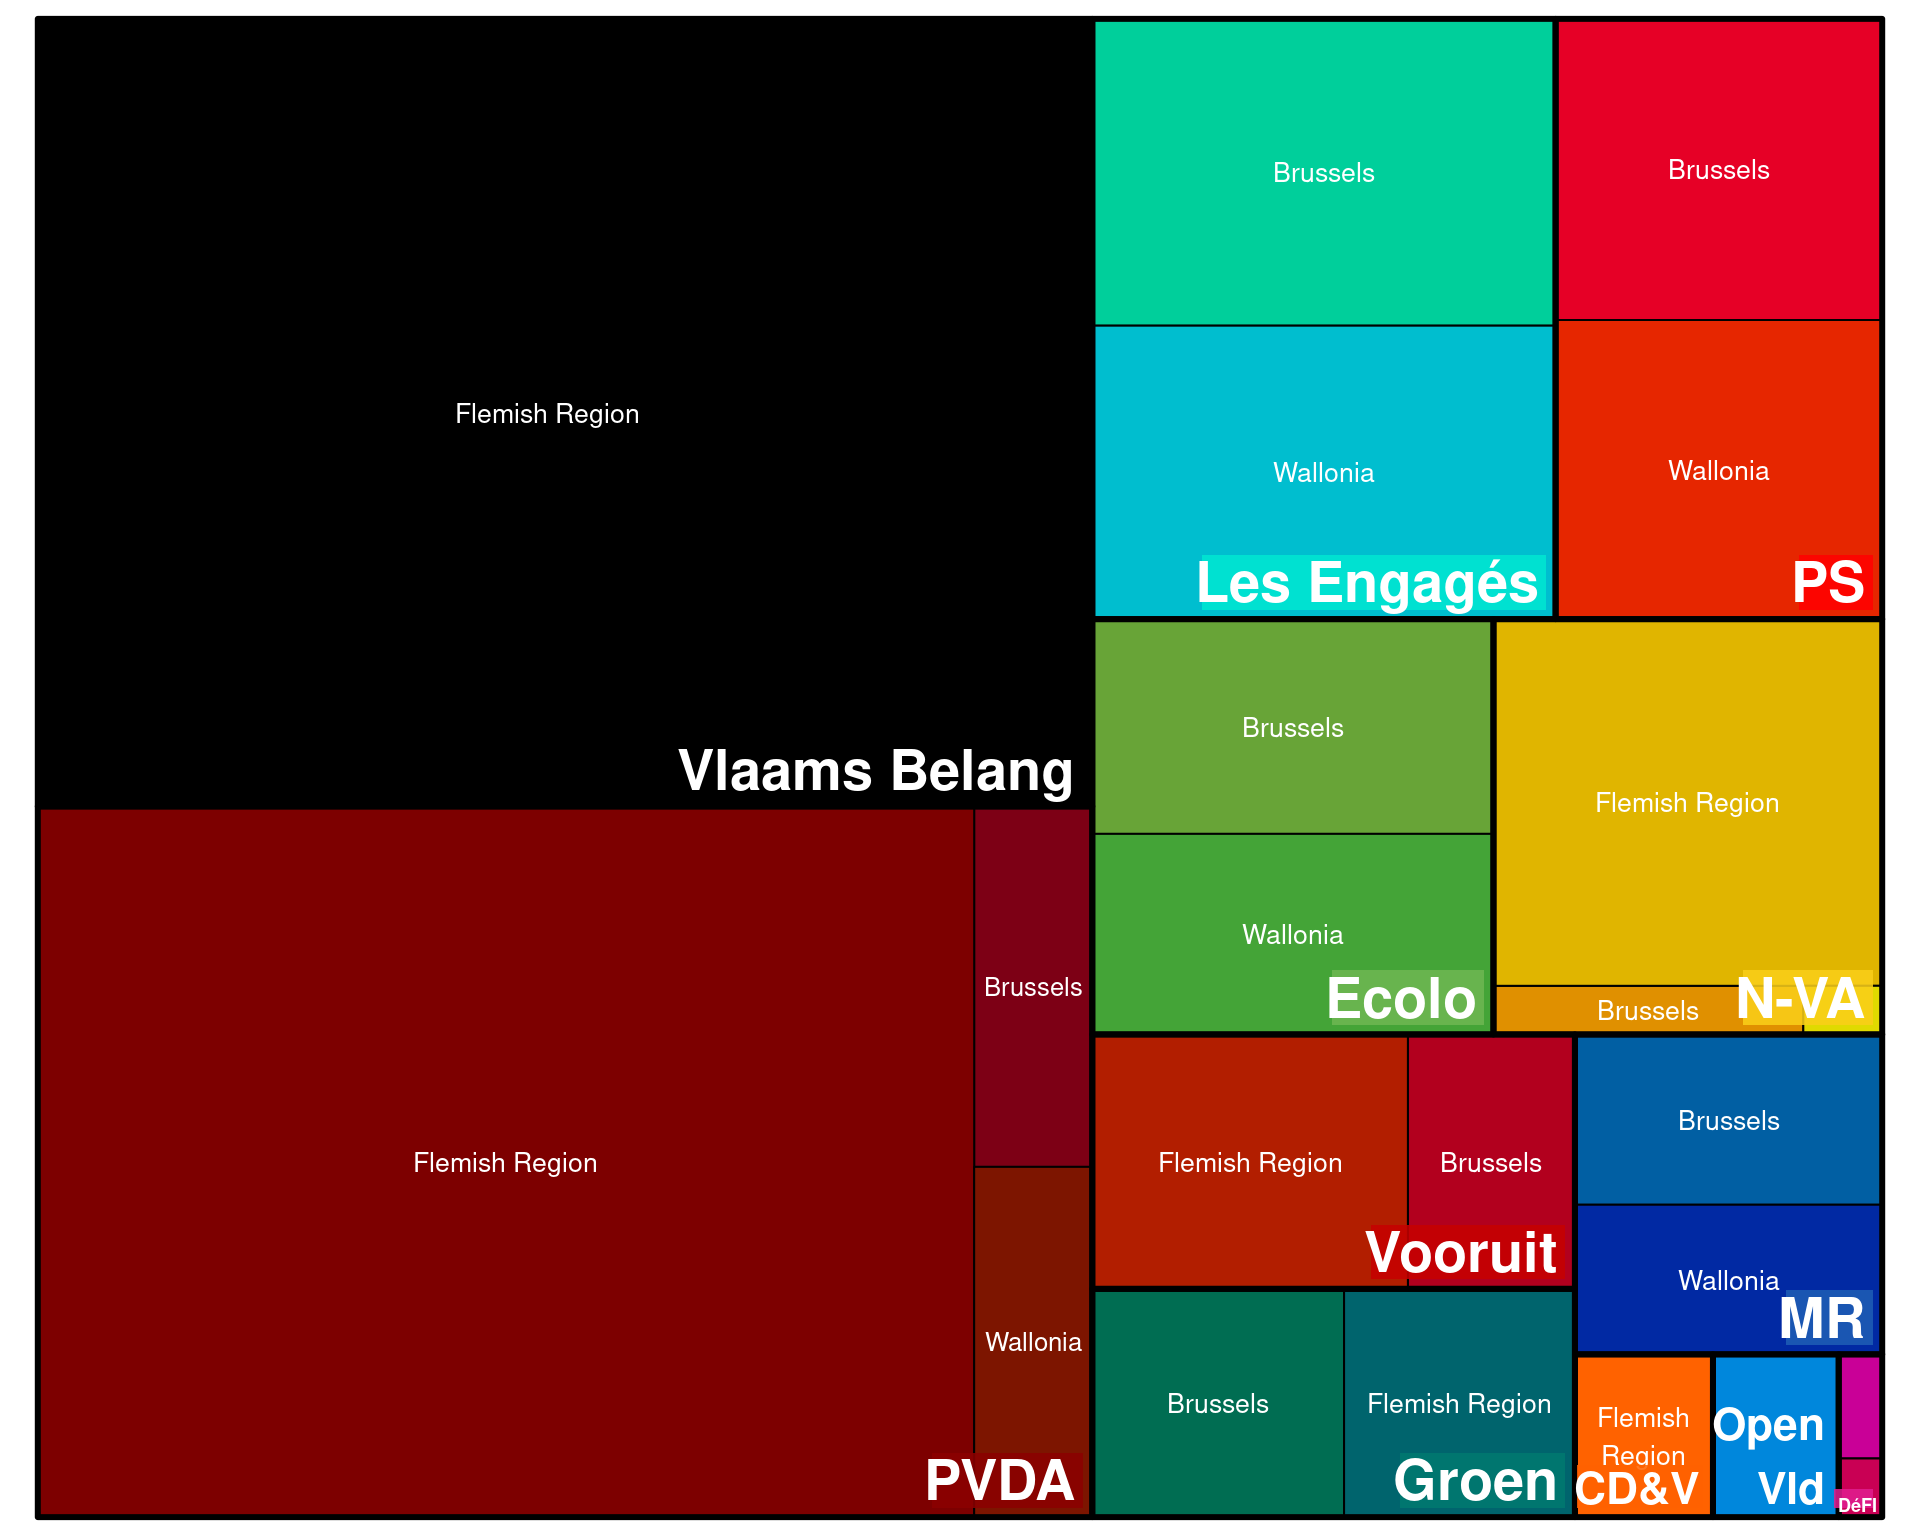 Flemish Region
Vlaams Belang
Flemish Region
Brussels
Wallonia
PVDA
Brussels
Wallonia
Les Engagés
Brussels
Wallonia
PS
Brussels
Wallonia
Ecolo
Flemish Region
Brussels
N-VA
Flemish Region
Brussels
Vooruit
Brussels
Wallonia
MR
Brussels
Flemish Region
Groen
Flemish
Region
CD&V
Open
Vld
DéFI